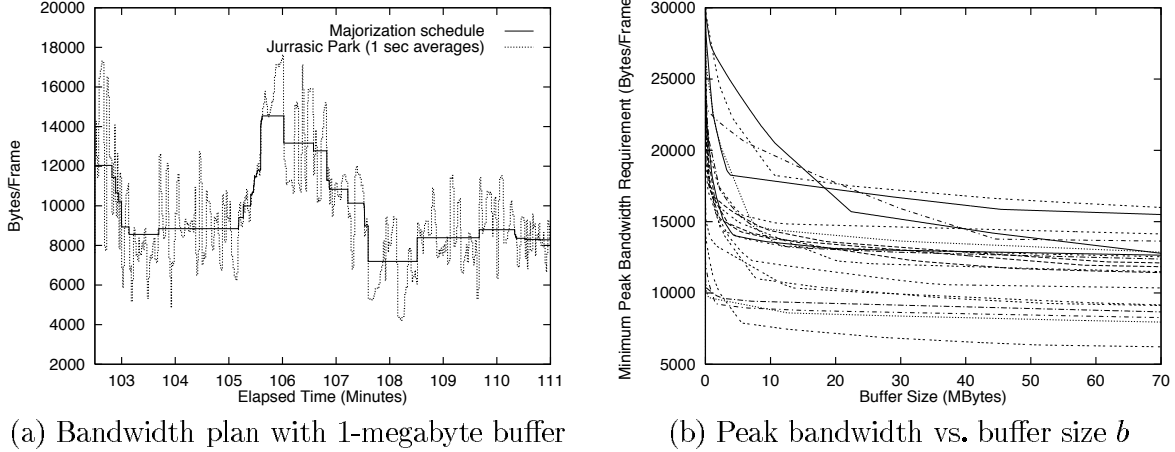 Bytes/Frame
20000
18000
16000
14000
12000
10000
8000
6000
4000
2000
Majorization schedule
Jurrasic Park (1 sec averages)
103 104 105 106 107 108 109 110 111
Elapsed Time (Minutes)
(a) Bandwidth plan with 1-megabyte buffer
Minimum Peak Bandwidth Requirement (Bytes/Frame)
30000
25000
20000
15000
10000
5000
0 10 20 30 40 50 60 70
Buffer Size (MBytes)
(b) Peak bandwidth vs. buffer size b